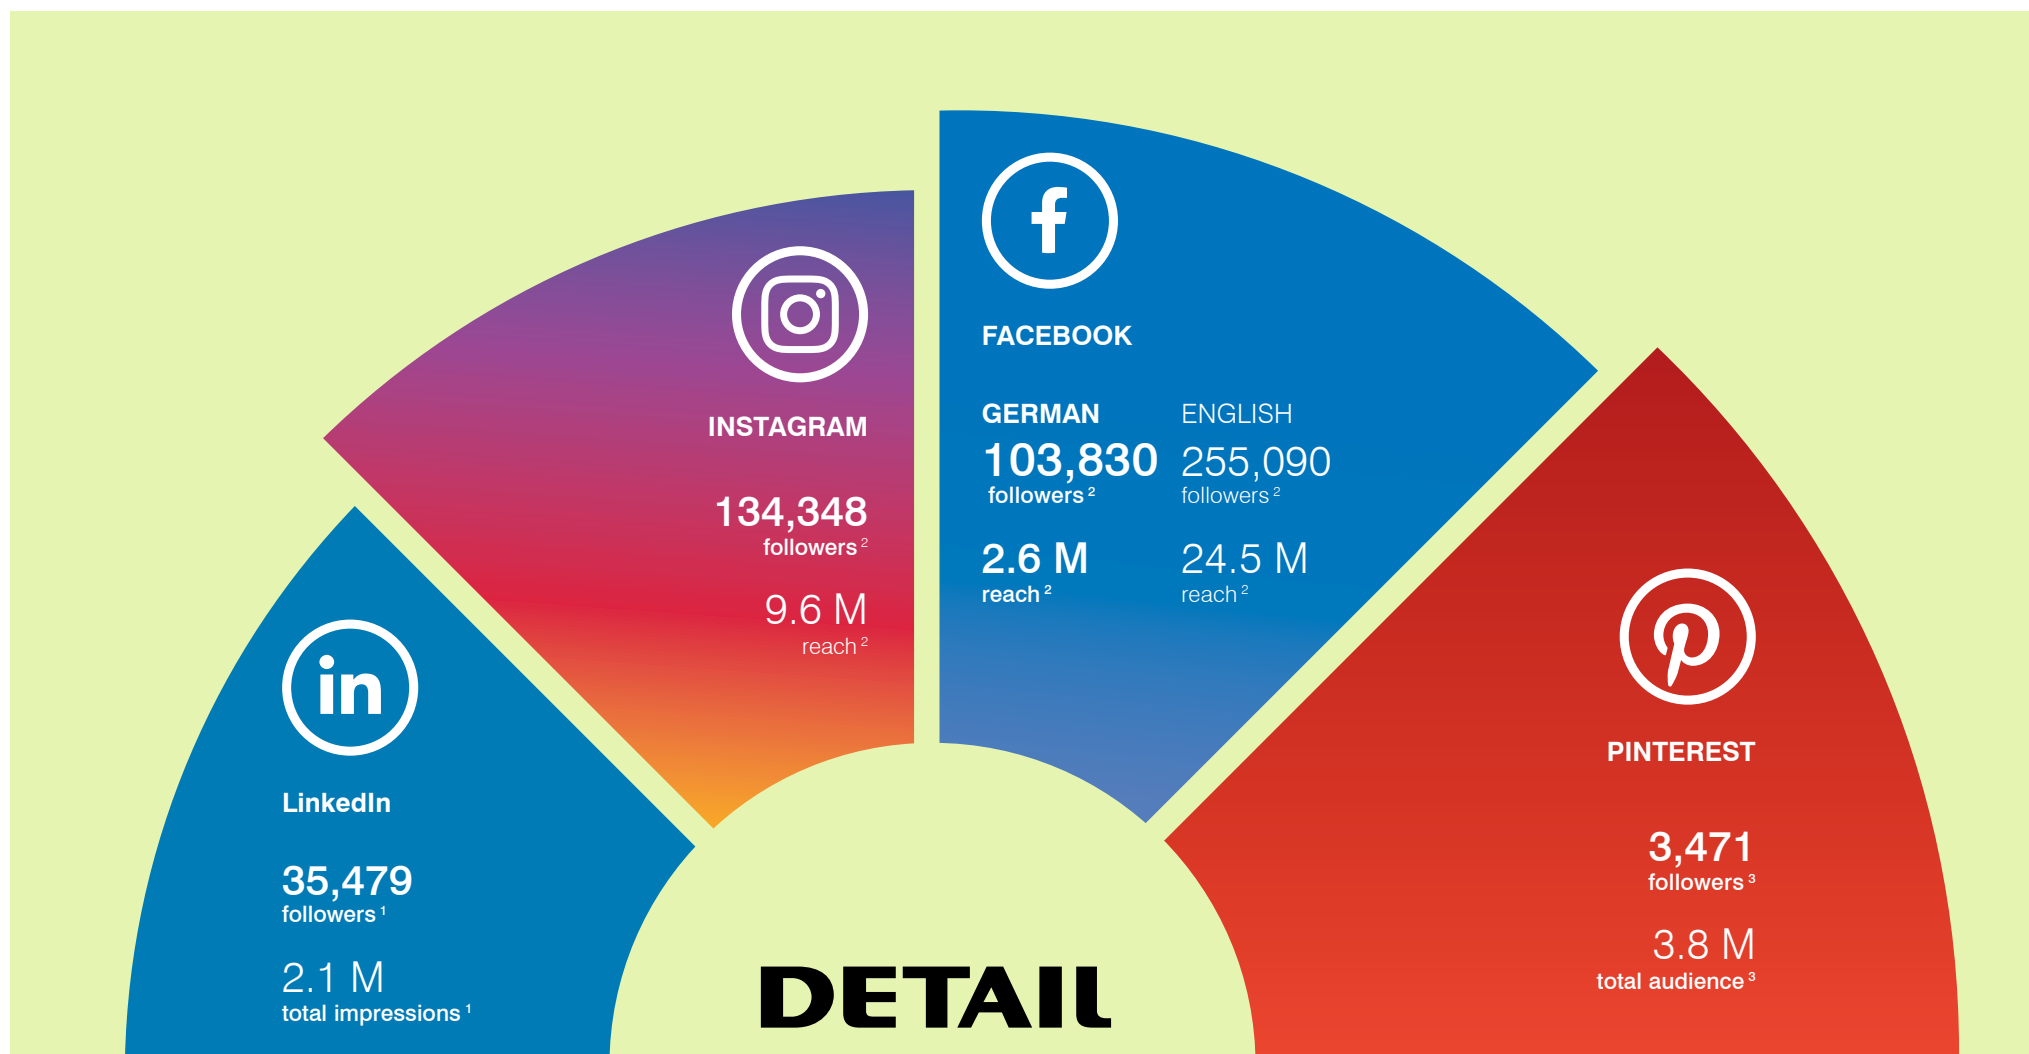 LinkedIn
35,479
followers ¹
2.1 M
total impressions ¹
INSTAGRAM
134,348
followers ²
9.6 M
reach ²
FACEBOOK
GERMAN
103,830
followers ²
2.6 M
reach ²
ENGLISH
255,090
followers ²
24.5 M
reach ²
PINTEREST
3,471
followers ³
3.8 M
total audience ³
in
DETAIL